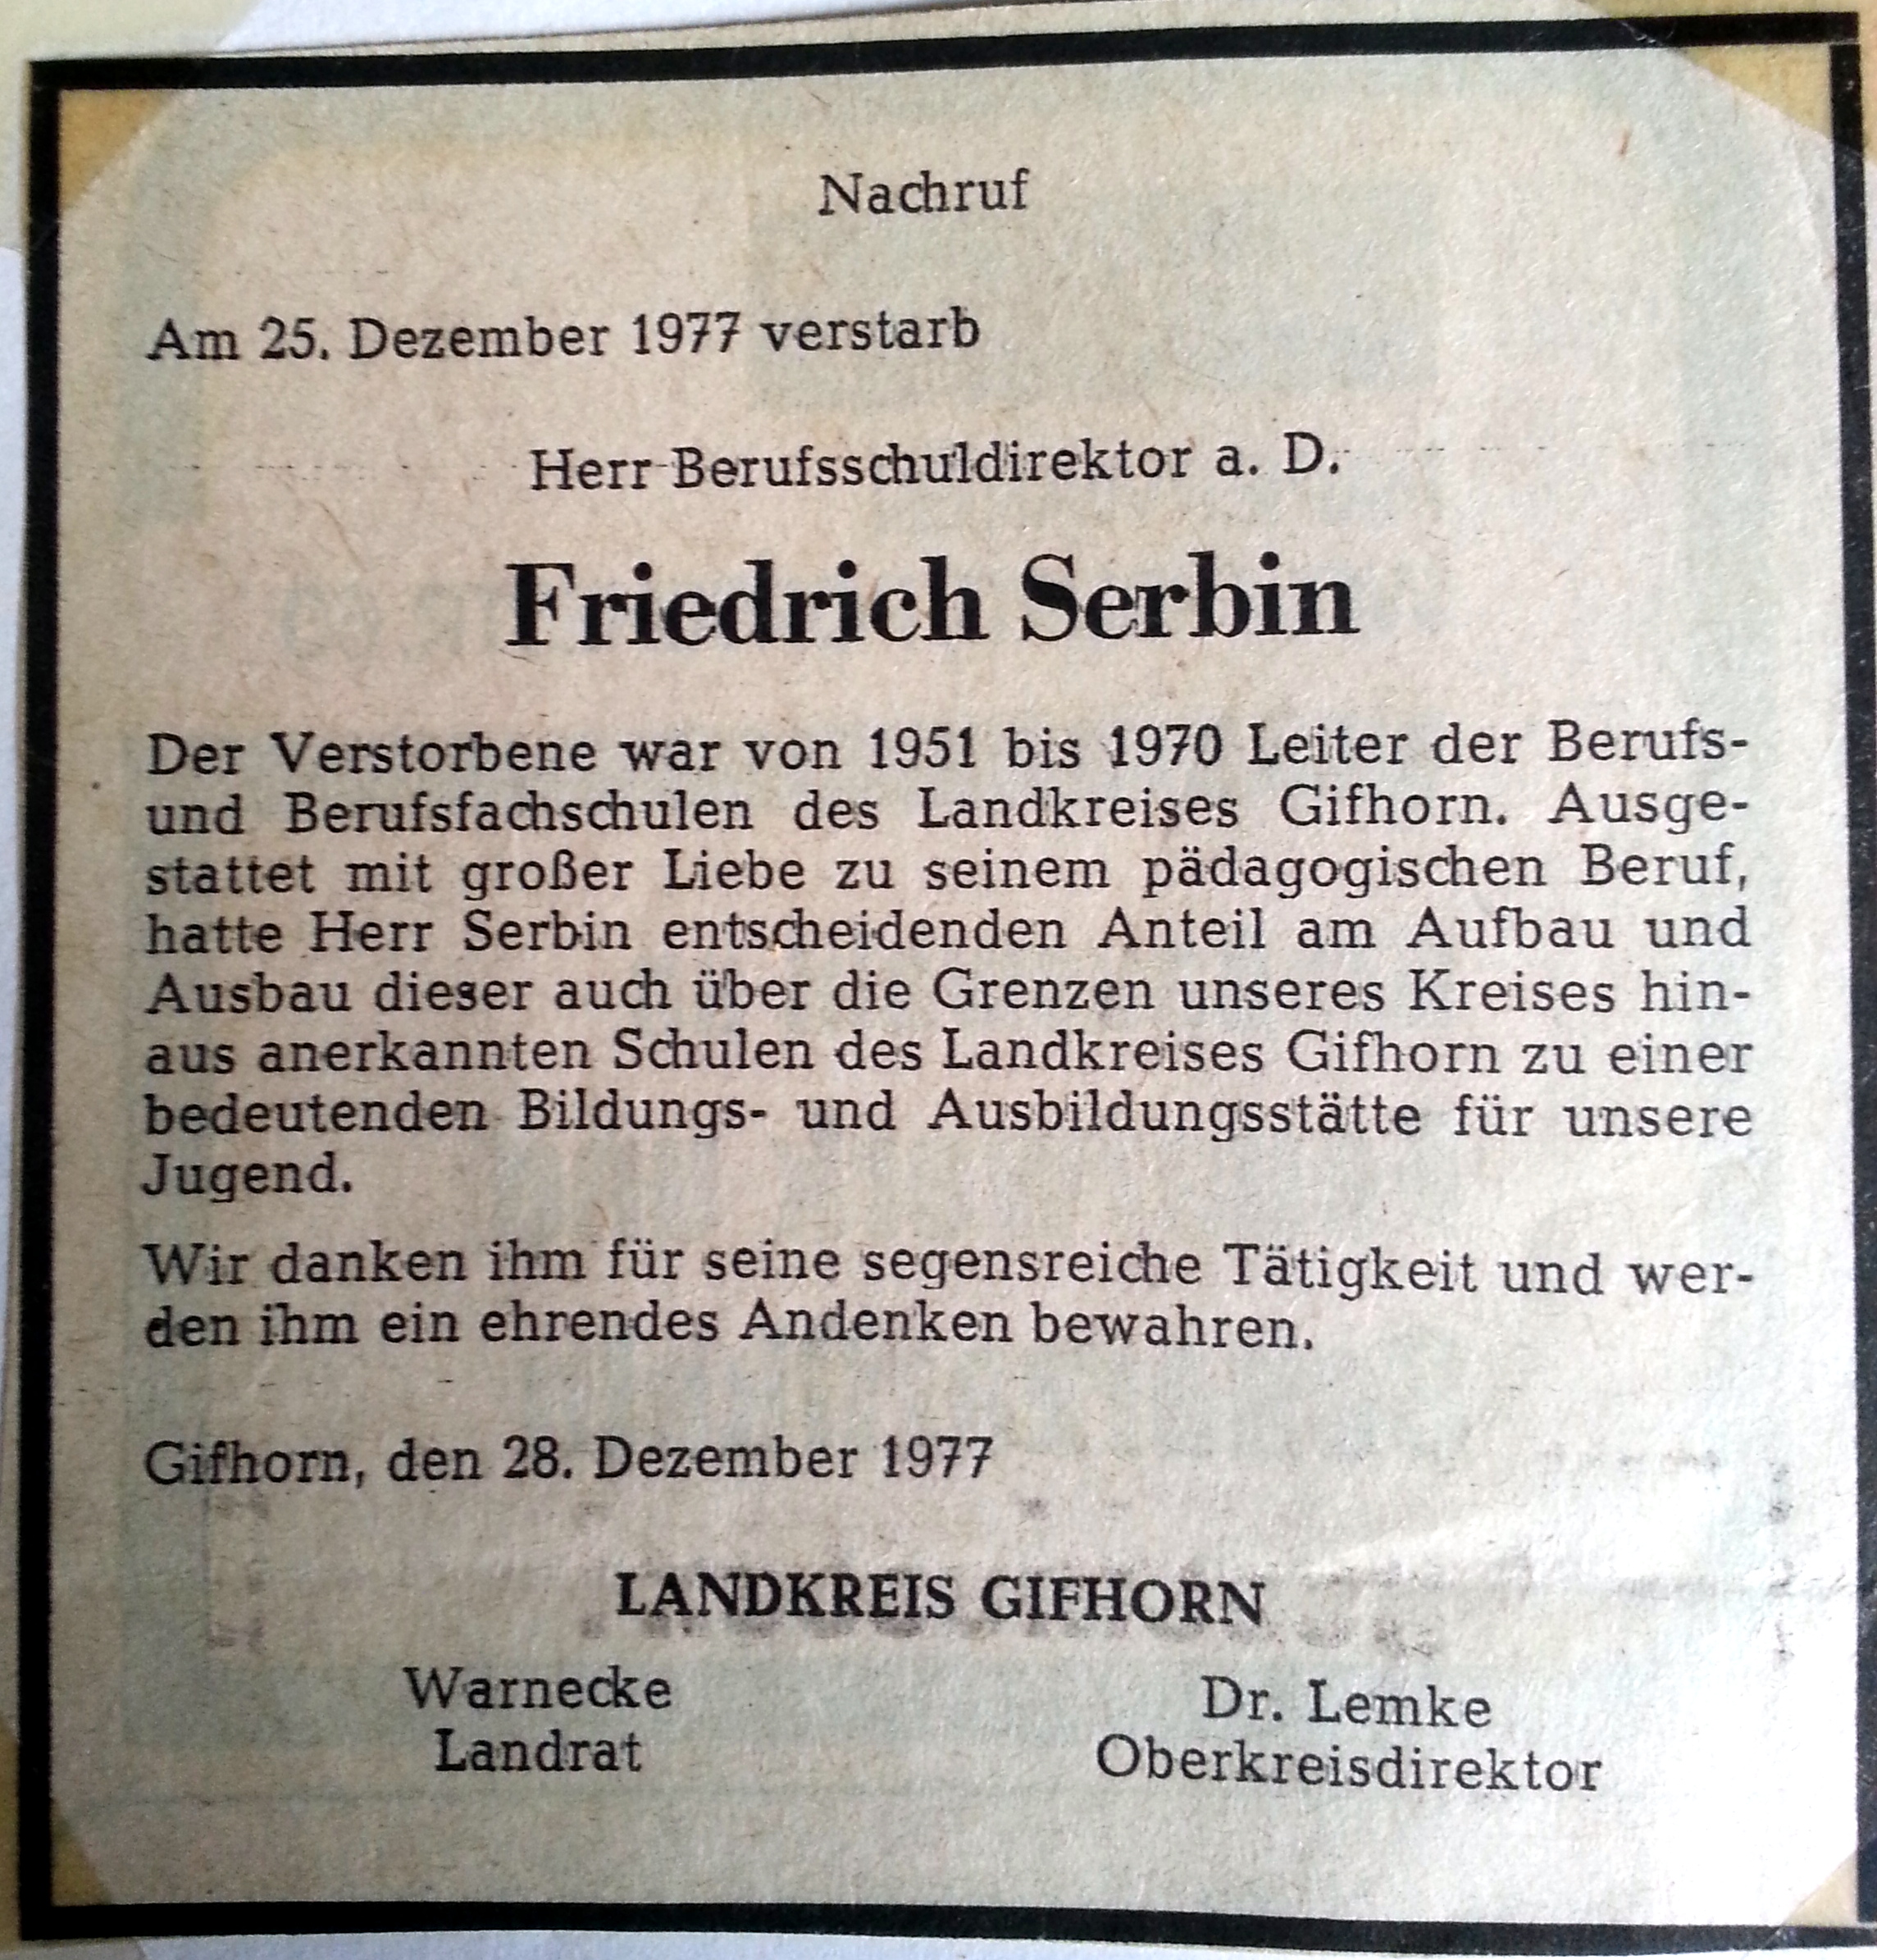 Nachruf
Am 25. Dezember 1977 verstarb
Herr Berufsschuldirektor a. D.
Friedrich Serbin
Der Verstorbene war von 1951 bis 1970 Leiter der Berufs-
und Berufsfachschulen des Landkreises Gifhorn. Ausge-
stattet mit großer Liebe zu seinem pädagogischen Beruf,
hatte Herr Serbin entscheidenden Anteil am Aufbau und
Ausbau dieser auch über die Grenzen unseres Kreises hin-
aus anerkannten Schulen des Landkreises Gifhorn zu einer
bedeutenden Bildungs- und Ausbildungsstätte für unsere
Jugend.
Wir danken ihm für seine segensreiche Tätigkeit und wer-
den ihm ein ehrendes Andenken bewahren.
Gifhorn, den 28. Dezember 1977
LANDKREIS GIFHORN
Warnecke Dr. Lemke
Landrat Oberkreisdirektor